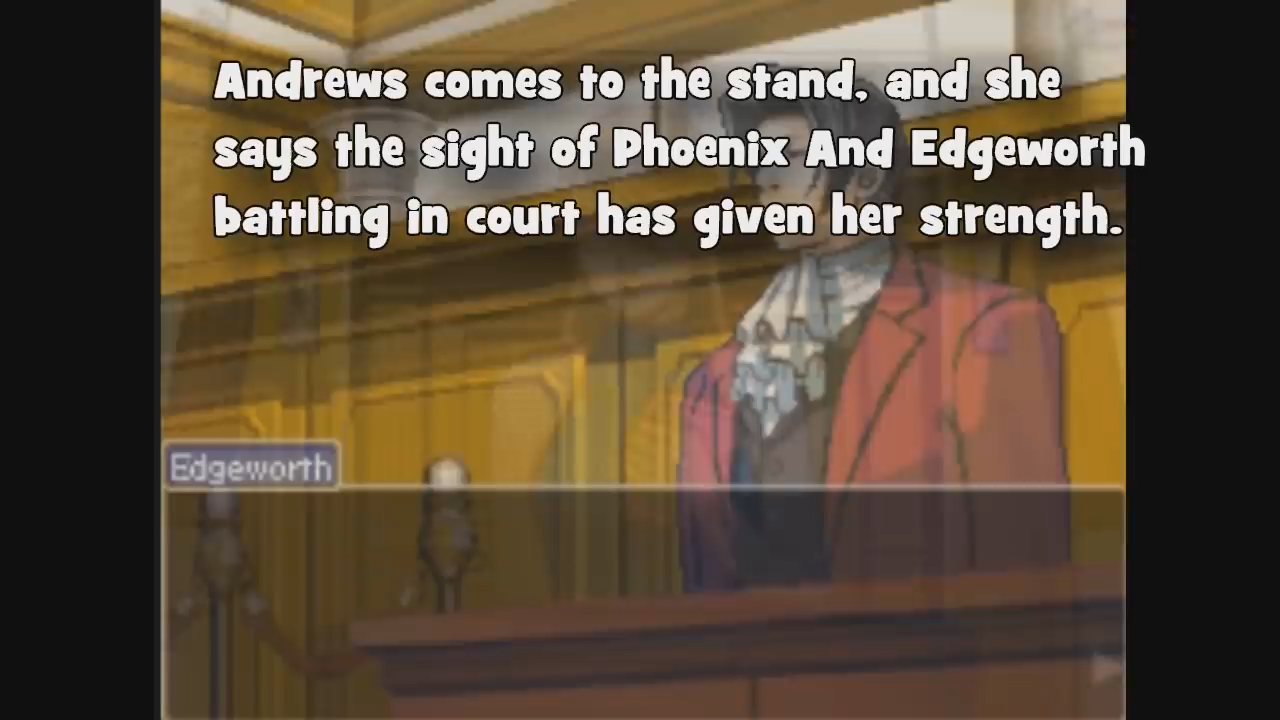 Andrews comes to the stand, and she
says the sight of Phoenix And Edgeworth
battling in court has given her strength.
Edgeworth